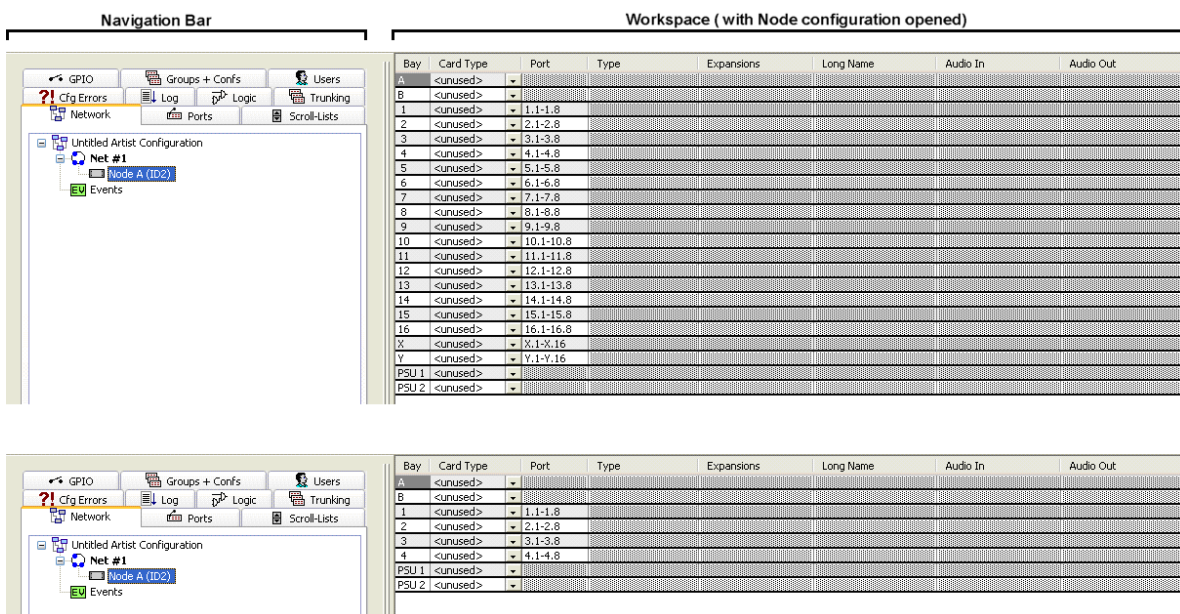 Navigation Bar Workspace ( with Node configuration opened)
Bay Card Type Port Type Expansions Long Name Audio In Audio Out
GPIO Groups + Confs Users
A <unused>
B <unused>
?! Cfg Errors Log Logic Trunking
1 <unused> 1.1-1.8
Network Ports Scroll-Lists
2 <unused> 2.1-2.8
3 <unused> 3.1-3.8
Untitled Artist Configuration
4 <unused> 4.1-4.8
Net #1
5 <unused> 5.1-5.8
Node A (ID2)
6 <unused> 6.1-6.8
EV Events
7 <unused> 7.1-7.8
8 <unused> 8.1-8.8
9 <unused> 9.1-9.8
10 <unused> 10.1-10.8
11 <unused> 11.1-11.8
12 <unused> 12.1-12.8
13 <unused> 13.1-13.8
14 <unused> 14.1-14.8
15 <unused> 15.1-15.8
16 <unused> 16.1-16.8
X <unused> X.1-X.16
Y <unused> Y.1-Y.16
PSU 1 <unused>
PSU 2 <unused>
Bay Card Type Port Type Expansions Long Name Audio In Audio Out
GPIO Groups + Confs Users
A <unused>
B <unused>
?! Cfg Errors Log Logic Trunking
1 <unused> 1.1-1.8
Network Ports Scroll-Lists
2 <unused> 2.1-2.8
3 <unused> 3.1-3.8
Untitled Artist Configuration
4 <unused> 4.1-4.8
Net #1
PSU 1 <unused>
Node A (ID2)
PSU 2 <unused>
EV Events